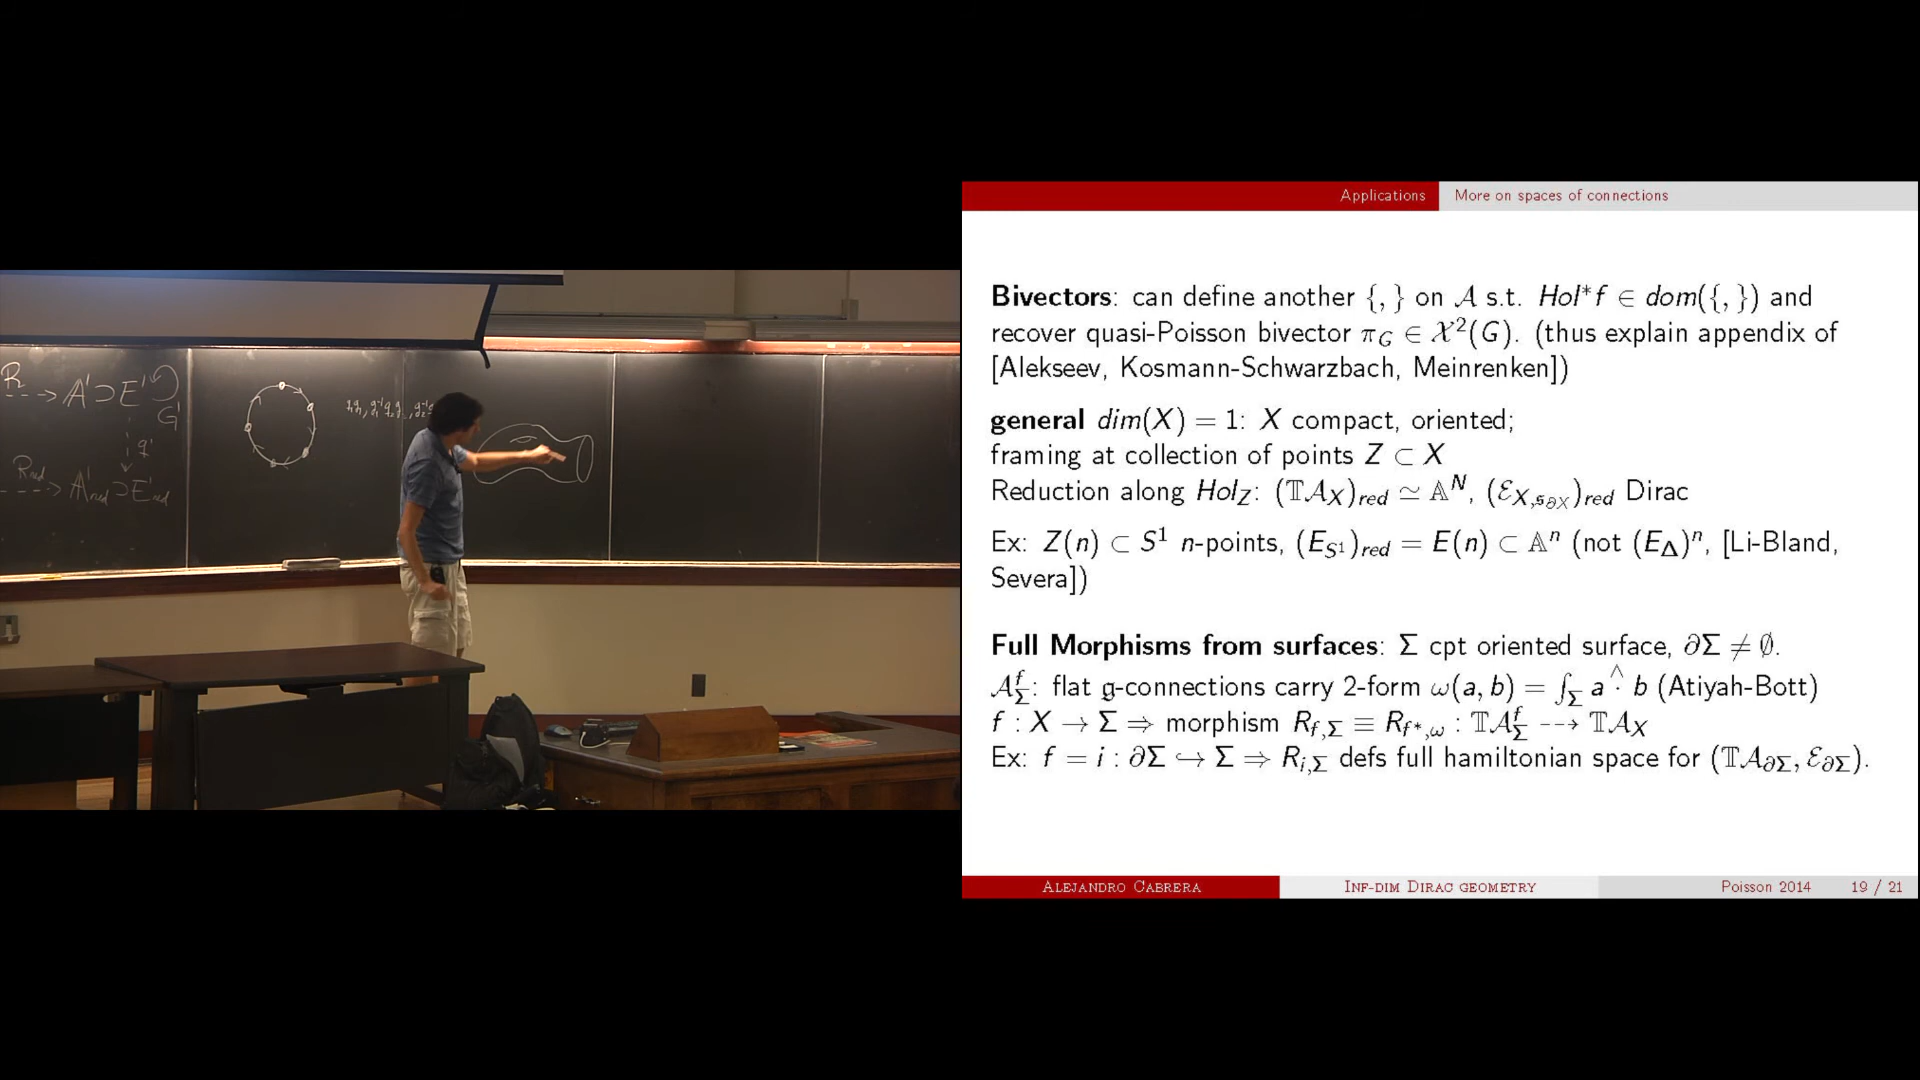 R
A' ⊃ E'
G'
q'
R_red
A'_red ⊃ E'_red
Applications More on spaces of connections
Bivectors: can define another {,} on 𝒜 s.t. Hol*f ∈ dom({,}) and
recover quasi-Poisson bivector π_G ∈ 𝒳²(G). (thus explain appendix of
[Alekseev, Kosmann-Schwarzbach, Meinrenken])
general dim(X) = 1: X compact, oriented;
framing at collection of points Z ⊂ X
Reduction along Hol_Z: (𝕋𝒜_X)_red ≃ 𝔸^N, (ℰ_{X,𝔰_{∂X}})_red Dirac
Ex: Z(n) ⊂ S¹ n-points, (E_{S¹})_red = E(n) ⊂ 𝔸ⁿ (not (E_Δ)ⁿ, [Li-Bland,
Severa])
Full Morphisms from surfaces: Σ cpt oriented surface, ∂Σ ≠ ∅.
𝒜^f_Σ: flat 𝔤-connections carry 2-form ω(a, b) = ∫_Σ a ∧̇ b (Atiyah-Bott)
f : X → Σ ⇒ morphism R_{f,Σ} ≡ R_{f*,ω} : 𝕋𝒜^f_Σ ⇢ 𝕋𝒜_X
Ex: f = i : ∂Σ ↪ Σ ⇒ R_{i,Σ} defs full hamiltonian space for (𝕋𝒜_{∂Σ}, ℰ_{∂Σ}).
Alejandro Cabrera Inf-dim Dirac geometry Poisson 2014 19 / 21